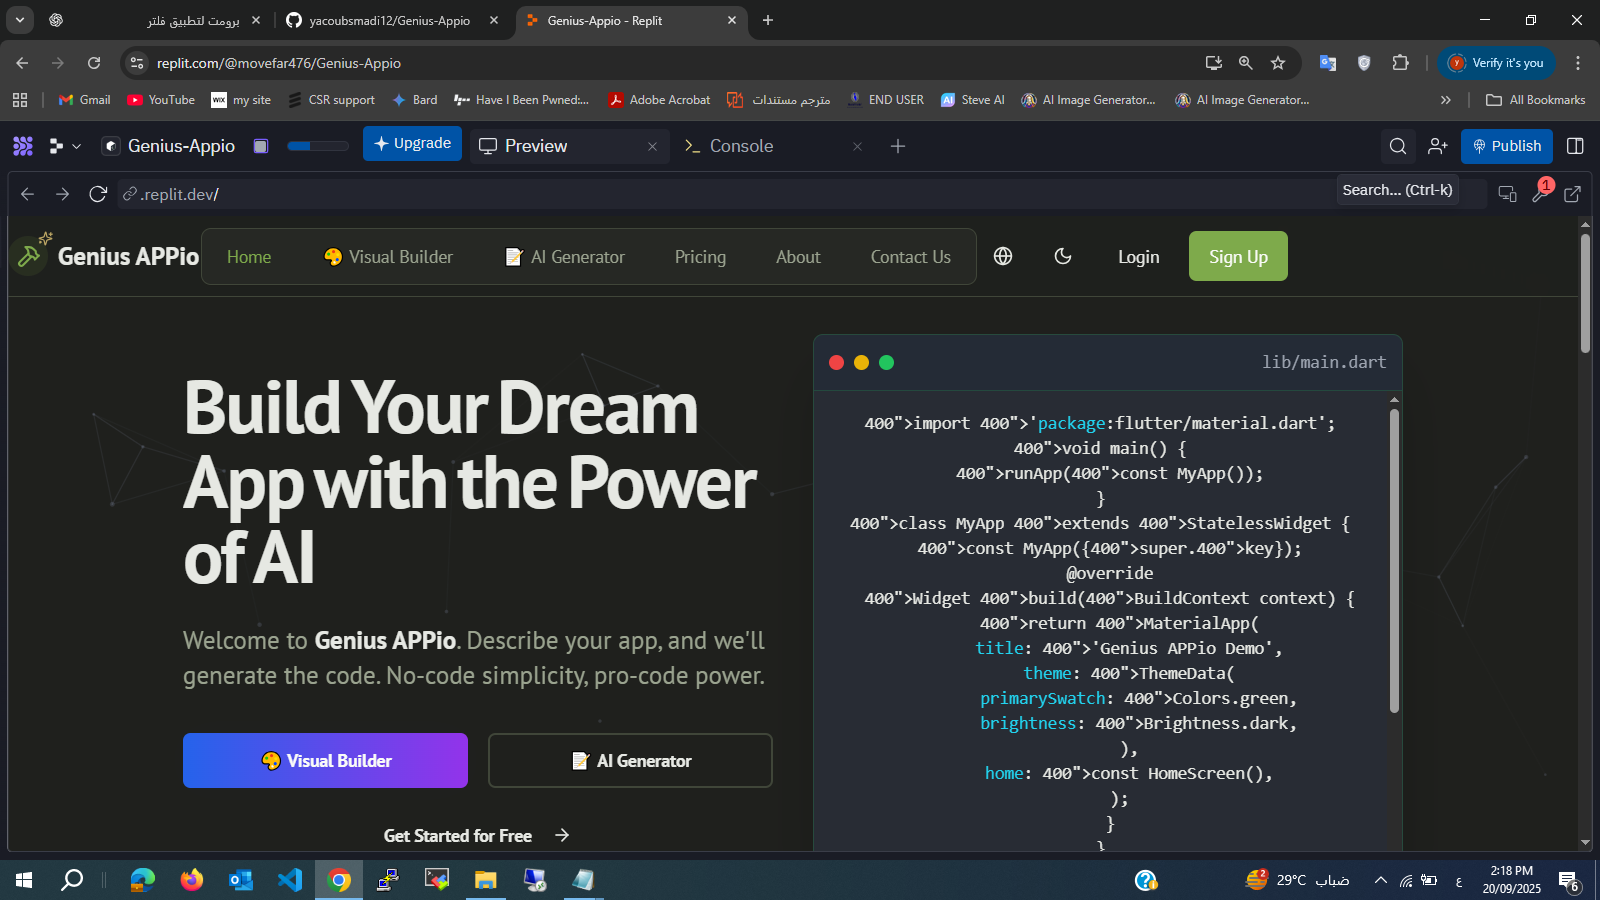 برومت لتطبيق فلتر
yacoubsmadi12/Genius-Appio
Genius-Appio - Replit
replit.com/@movefar476/Genius-Appio
Verify it's you
Gmail
YouTube
WiX my site
CSR support
Bard
Have I Been Pwned:...
Adobe Acrobat
مترجم مستندات
END USER
AI Steve AI
AI Image Generator...
AI Image Generator...
All Bookmarks
Genius-Appio
Upgrade
Preview
Console
Publish
.replit.dev/
Search... (Ctrl-k)
1
Genius APPio
Home
Visual Builder
AI Generator
Pricing
About
Contact Us
Login
Sign Up
Build Your Dream
App with the Power
of AI
Welcome to Genius APPio. Describe your app, and we'll
generate the code. No-code simplicity, pro-code power.
Visual Builder
AI Generator
Get Started for Free
lib/main.dart
400">import 400">'package:flutter/material.dart';
400">void main() {
400">runApp(400">const MyApp());
}
400">class MyApp 400">extends 400">StatelessWidget {
400">const MyApp({400">super.400">key});
@override
400">Widget 400">build(400">BuildContext context) {
400">return 400">MaterialApp(
title: 400">'Genius APPio Demo',
theme: 400">ThemeData(
primarySwatch: 400">Colors.green,
brightness: 400">Brightness.dark,
),
home: 400">const HomeScreen(),
);
}
}
2
29°C ضباب
ع
2:18 PM
20/09/2025
6